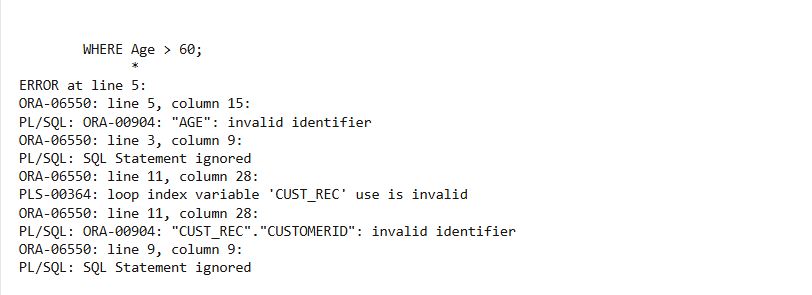 WHERE Age > 60;
*
ERROR at line 5:
ORA-06550: line 5, column 15:
PL/SQL: ORA-00904: "AGE": invalid identifier
ORA-06550: line 3, column 9:
PL/SQL: SQL Statement ignored
ORA-06550: line 11, column 28:
PLS-00364: loop index variable 'CUST_REC' use is invalid
ORA-06550: line 11, column 28:
PL/SQL: ORA-00904: "CUST_REC"."CUSTOMERID": invalid identifier
ORA-06550: line 9, column 9:
PL/SQL: SQL Statement ignored